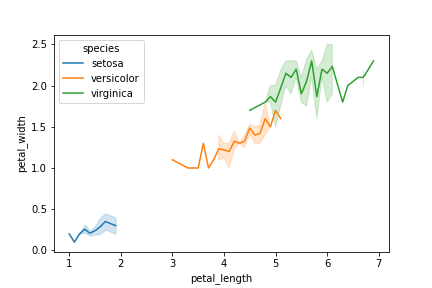 species
setosa
versicolor
virginica
2.5
2.0
1.5
1.0
0.5
0.0
petal_width
1
2
3
4
5
6
7
petal_length